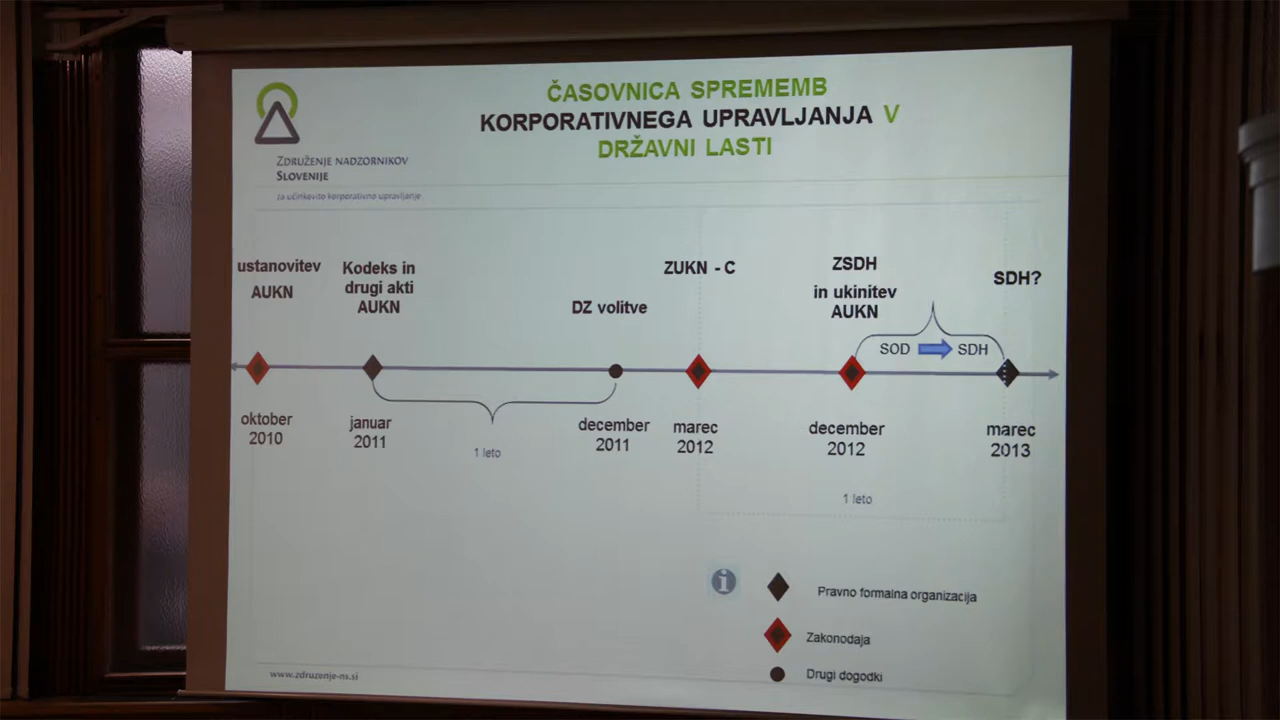 ČASOVNICA SPREMEMB
KORPORATIVNEGA UPRAVLJANJA V
DRŽAVNI LASTI
ZDRUŽENJE NADZORNIKOV
SLOVENIJE
za učinkovito korporativno upravljanje
ustanovitev
AUKN
Kodeks in
drugi akti
AUKN
DZ volitve
ZUKN - C
ZSDH
in ukinitev
AUKN
SDH?
SOD
SDH
oktober
2010
januar
2011
1 leto
december
2011
marec
2012
december
2012
marec
2013
1 leto
i
Pravno formalna organizacija
Zakonodaja
Drugi dogodki
www.zdruzenje-ns.si